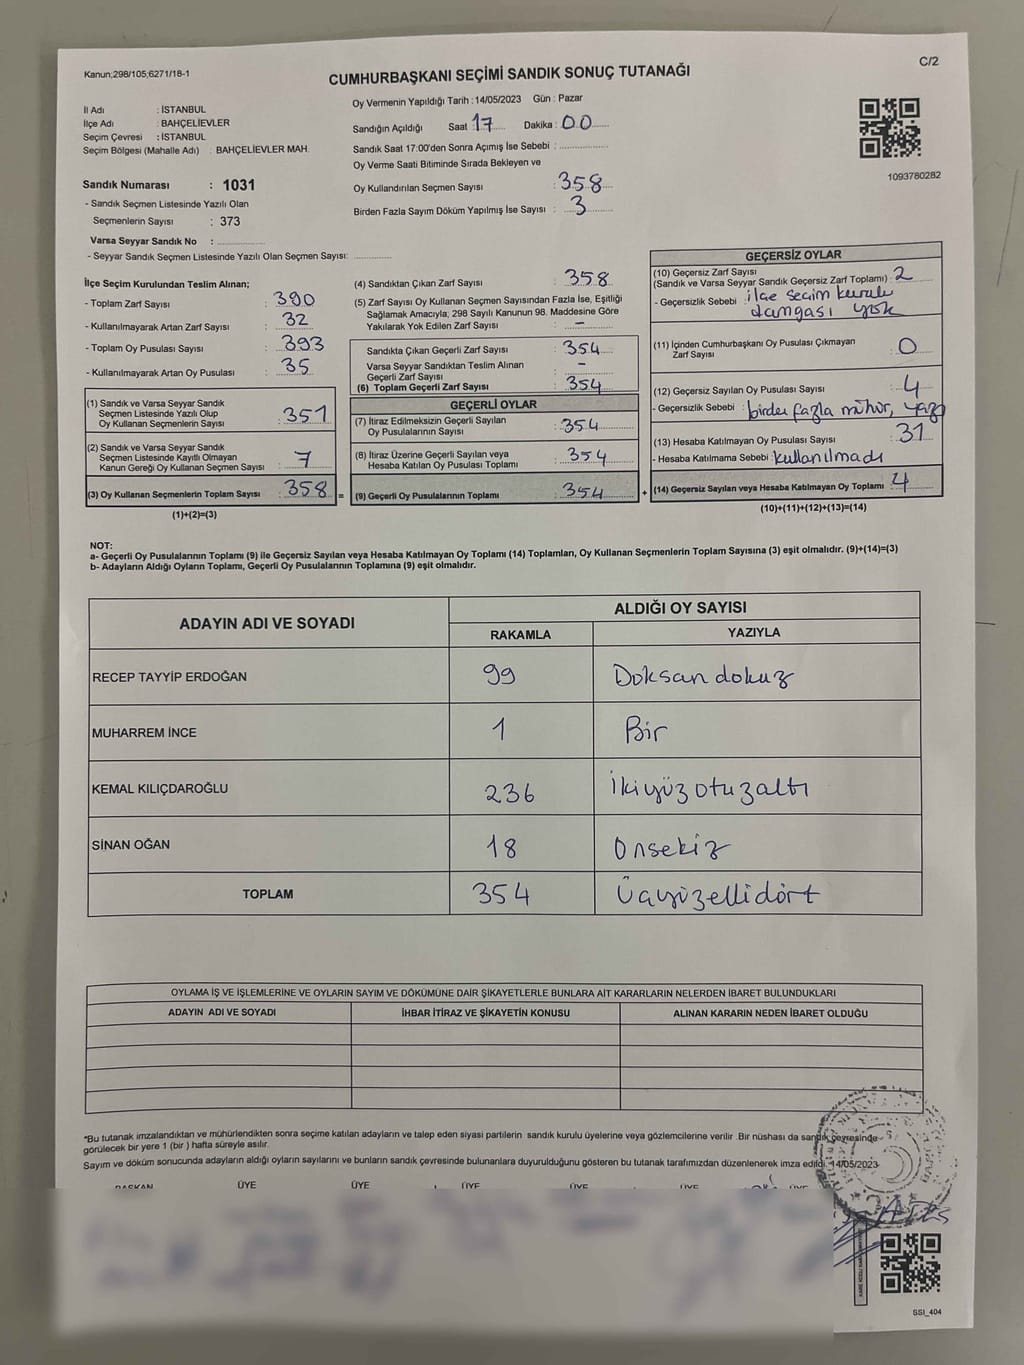 Kanun;298/105;6271/18-1
C/2
CUMHURBAŞKANI SEÇİMİ SANDIK SONUÇ TUTANAĞI
İl Adı : İSTANBUL
İlçe Adı : BAHÇELİEVLER
Seçim Çevresi : İSTANBUL
Seçim Bölgesi (Mahalle Adı) : BAHÇELİEVLER MAH.
Sandık Numarası : 1031
- Sandık Seçmen Listesinde Yazılı Olan
Seçmenlerin Sayısı : 373
Varsa Seyyar Sandık No :
- Seyyar Sandık Seçmen Listesinde Yazılı Olan Seçmen Sayısı:
Oy Vermenin Yapıldığı Tarih : 14/05/2023 Gün : Pazar
Sandığın Açıldığı Saat 17 Dakika : 00
Sandık Saat 17:00'den Sonra Açımış İse Sebebi :
Oy Verme Saati Bitiminde Sırada Bekleyen ve
Oy Kullandırılan Seçmen Sayısı : 358
Birden Fazla Sayım Döküm Yapılmış İse Sayısı : 3
1093780282
İlçe Seçim Kurulundan Teslim Alınan;
- Toplam Zarf Sayısı : 390
- Kullanılmayarak Artan Zarf Sayısı : 32
- Toplam Oy Pusulası Sayısı : 393
- Kullanılmayarak Artan Oy Pusulası : 35
(1) Sandık ve Varsa Seyyar Sandık
Seçmen Listesinde Yazılı Olup
Oy Kullanan Seçmenlerin Sayısı : 351
(2) Sandık ve Varsa Seyyar Sandık
Seçmen Listesinde Kayıtlı Olmayan
Kanun Gereği Oy Kullanan Seçmen Sayısı : 7
(3) Oy Kullanan Seçmenlerin Toplam Sayısı : 358 =
(1)+(2)=(3)
(4) Sandıktan Çıkan Zarf Sayısı : 358
(5) Zarf Sayısı Oy Kullanan Seçmen Sayısından Fazla İse, Eşitliği
Sağlamak Amacıyla; 298 Sayılı Kanunun 98. Maddesine Göre
Yakılarak Yok Edilen Zarf Sayısı : -
Sandıkta Çıkan Geçerli Zarf Sayısı : 354
Varsa Seyyar Sandıktan Teslim Alınan
Geçerli Zarf Sayısı : -
(6) Toplam Geçerli Zarf Sayısı : 354
GEÇERLİ OYLAR
(7) İtiraz Edilmeksizin Geçerli Sayılan
Oy Pusulalarının Sayısı : 354
(8) İtiraz Üzerine Geçerli Sayılan veya
Hesaba Katılan Oy Pusulası Toplamı : 354
(9) Geçerli Oy Pusulalarının Toplamı : 354 +
GEÇERSİZ OYLAR
(10) Geçersiz Zarf Sayısı
(Sandık ve Varsa Seyyar Sandık Geçersiz Zarf Toplamı) : 2
- Geçersizlik Sebebi : ilçe seçim kurulu
damgası yok
(11) İçinden Cumhurbaşkanı Oy Pusulası Çıkmayan
Zarf Sayısı : 0
(12) Geçersiz Sayılan Oy Pusulası Sayısı : 4
- Geçersizlik Sebebi : birden fazla mühür, yazı
(13) Hesaba Katılmayan Oy Pusulası Sayısı : 31
- Hesaba Katılmama Sebebi : kullanılmadı
(14) Geçersiz Sayılan veya Hesaba Katılmayan Oy Toplamı : 4
(10)+(11)+(12)+(13)=(14)
NOT:
a- Geçerli Oy Pusulalarının Toplamı (9) ile Geçersiz Sayılan veya Hesaba Katılmayan Oy Toplamı (14) Toplamları, Oy Kullanan Seçmenlerin Toplam Sayısına (3) eşit olmalıdır. (9)+(14)=(3)
b- Adayların Aldığı Oyların Toplamı, Geçerli Oy Pusulalarının Toplamına (9) eşit olmalıdır.
ADAYIN ADI VE SOYADI
ALDIĞI OY SAYISI
RAKAMLA YAZIYLA
RECEP TAYYİP ERDOĞAN 99 Doksan dokuz
MUHARREM İNCE 1 Bir
KEMAL KILIÇDAROĞLU 236 İkiyüzotuzaltı
SİNAN OĞAN 18 Onsekiz
TOPLAM 354 Üçyüzellidört
OYLAMA İŞ VE İŞLEMLERİNE VE OYLARIN SAYIM VE DÖKÜMÜNE DAİR ŞİKAYETLERLE BUNLARA AİT KARARLARIN NELERDEN İBARET BULUNDUKLARI
ADAYIN ADI VE SOYADI İHBAR İTİRAZ VE ŞİKAYETİN KONUSU ALINAN KARARIN NEDEN İBARET OLDUĞU
*Bu tutanak imzalandıktan ve mühürlendikten sonra seçime katılan adayların ve talep eden siyasi partilerin sandık kurulu üyelerine veya gözlemcilerine verilir .Bir nüshası da sandık çevresinde
görülecek bir yere 1 (bir ) hafta süreyle asılır.
Sayım ve döküm sonucunda adayların aldığı oyların sayılarını ve bunların sandık çevresinde bulunanlara duyurulduğunu gösteren bu tutanak tarafımızdan düzenlenerek imza edildi. 14/05/2023
BAŞKAN ÜYE ÜYE ÜYE ÜYE ÜYE ÜYE
SSI_404